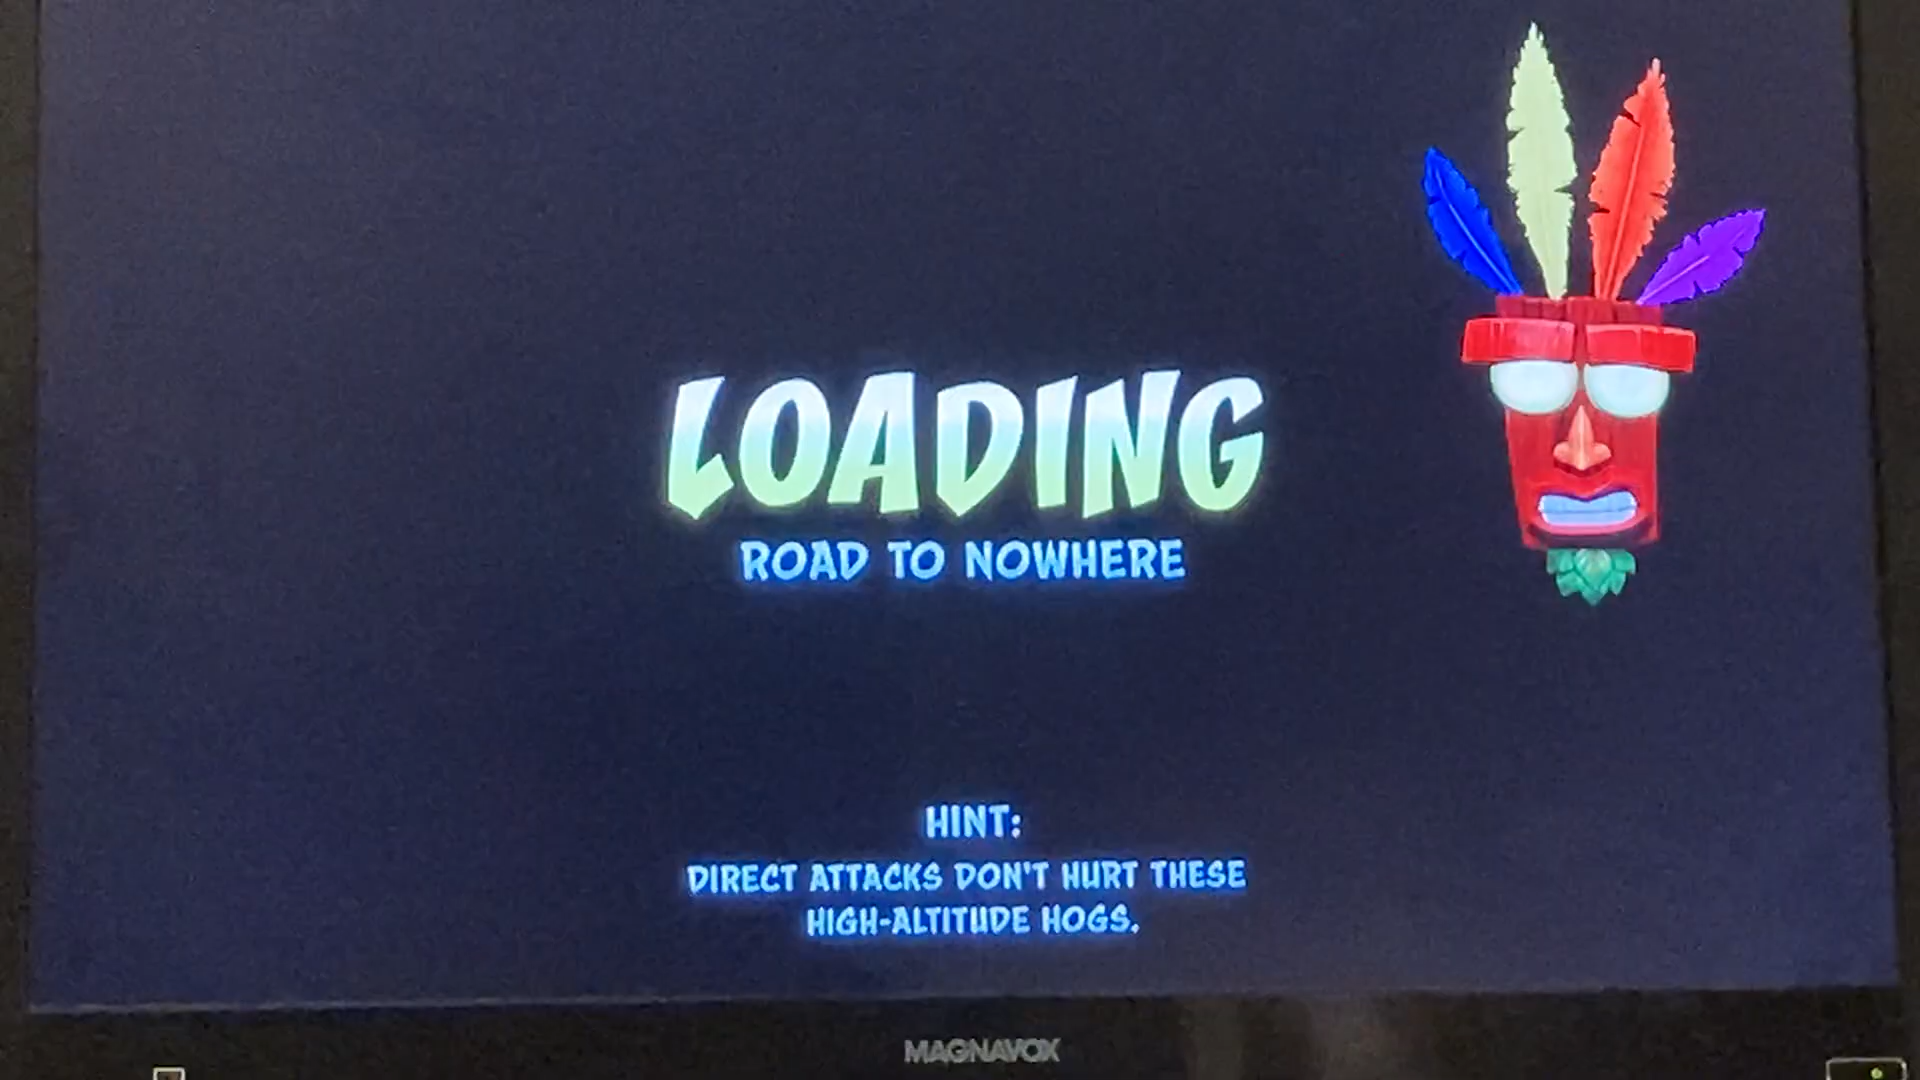 LOADING
ROAD TO NOWHERE
HINT:
DIRECT ATTACKS DON'T HURT THESE
HIGH-ALTITUDE HOGS.
MAGNAVOX